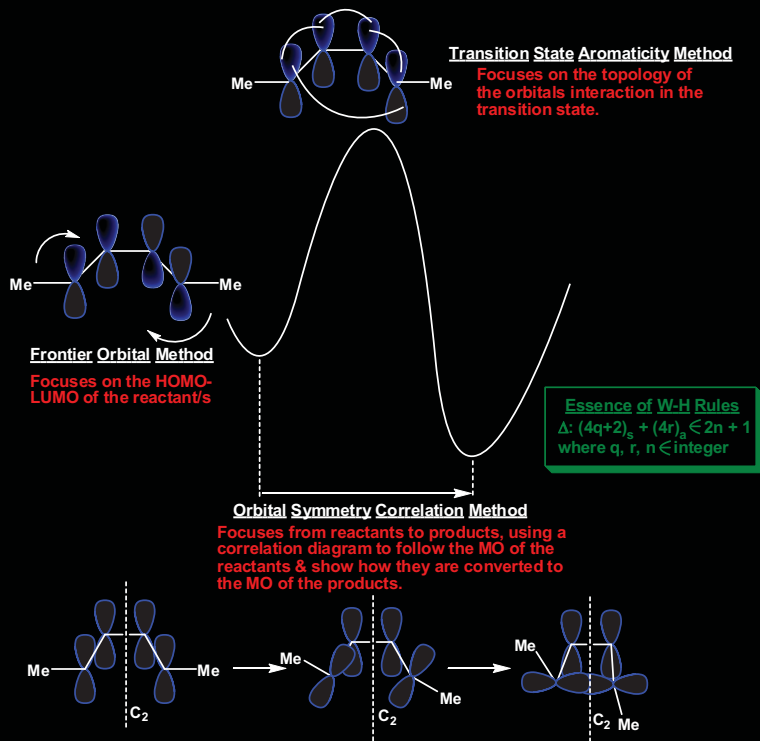 Transition State Aromaticity Method
Focuses on the topology of
the orbitals interaction in the
transition state.
Me
Me
Me
Me
Frontier Orbital Method
Focuses on the HOMO-
LUMO of the reactant/s
Essence of W-H Rules
Δ: (4q+2)s + (4r)a ∈ 2n + 1
where q, r, n ∈ integer
Orbital Symmetry Correlation Method
Focuses from reactants to products, using a
correlation diagram to follow the MO of the
reactants & show how they are converted to
the MO of the products.
Me
Me
C2
Me
Me
C2
Me
C2
Me